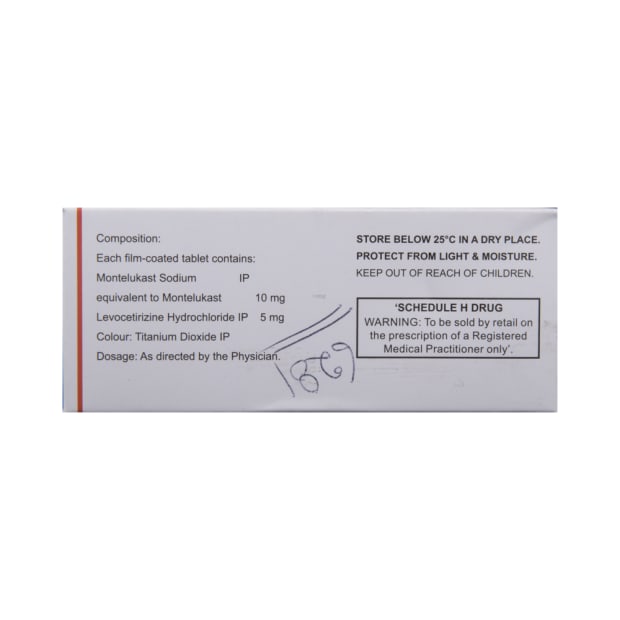 Composition:
Each film-coated tablet contains:
Montelukast Sodium IP
equivalent to Montelukast 10 mg
Levocetirizine Hydrochloride IP 5 mg
Colour: Titanium Dioxide IP
Dosage: As directed by the Physician.
STORE BELOW 25°C IN A DRY PLACE.
PROTECT FROM LIGHT & MOISTURE.
KEEP OUT OF REACH OF CHILDREN.
'SCHEDULE H DRUG
WARNING: To be sold by retail on
the prescription of a Registered
Medical Practitioner only'.